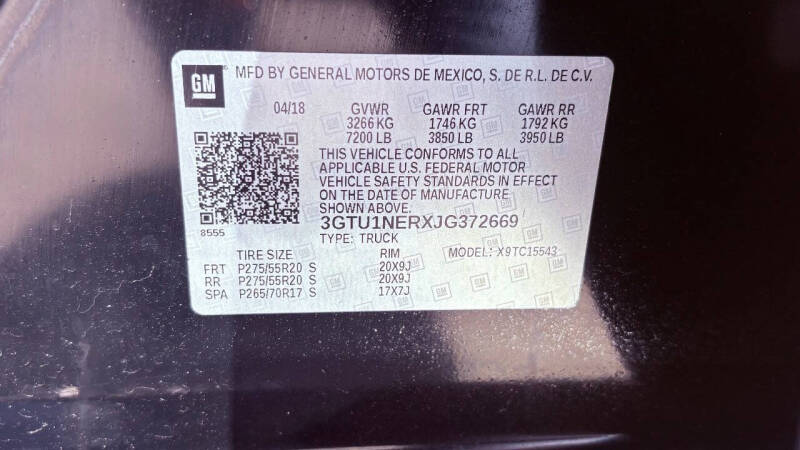 GM MFD BY GENERAL MOTORS DE MEXICO, S. DE R.L. DE C.V.
04/18 GVWR GAWR FRT GAWR RR
3266 KG 1746 KG 1792 KG
7200 LB 3850 LB 3950 LB
THIS VEHICLE CONFORMS TO ALL
APPLICABLE U.S. FEDERAL MOTOR
VEHICLE SAFETY STANDARDS IN EFFECT
ON THE DATE OF MANUFACTURE
SHOWN ABOVE.
3GTU1NERXJG372669
8555
TYPE: TRUCK
TIRE SIZE RIM MODEL: X9TC15543
FRT P275/55R20 S 20X9J
RR P275/55R20 S 20X9J
SPA P265/70R17 S 17X7J